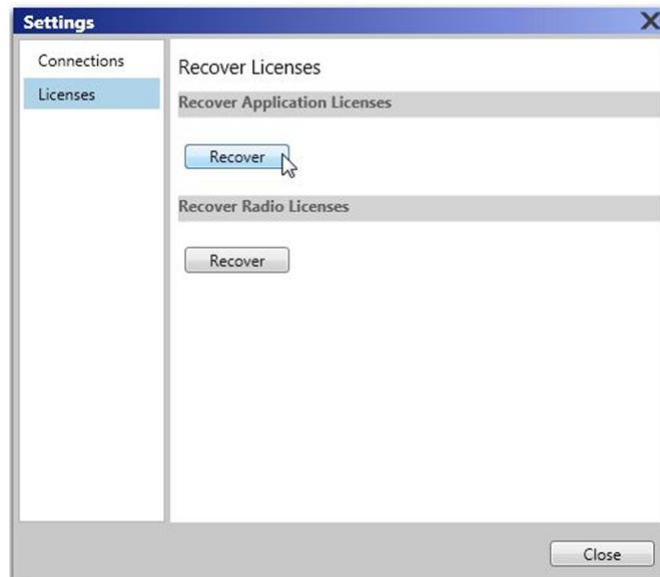 Settings
Connections
Licenses
Recover Licenses
Recover Application Licenses
Recover
Recover Radio Licenses
Recover
Close